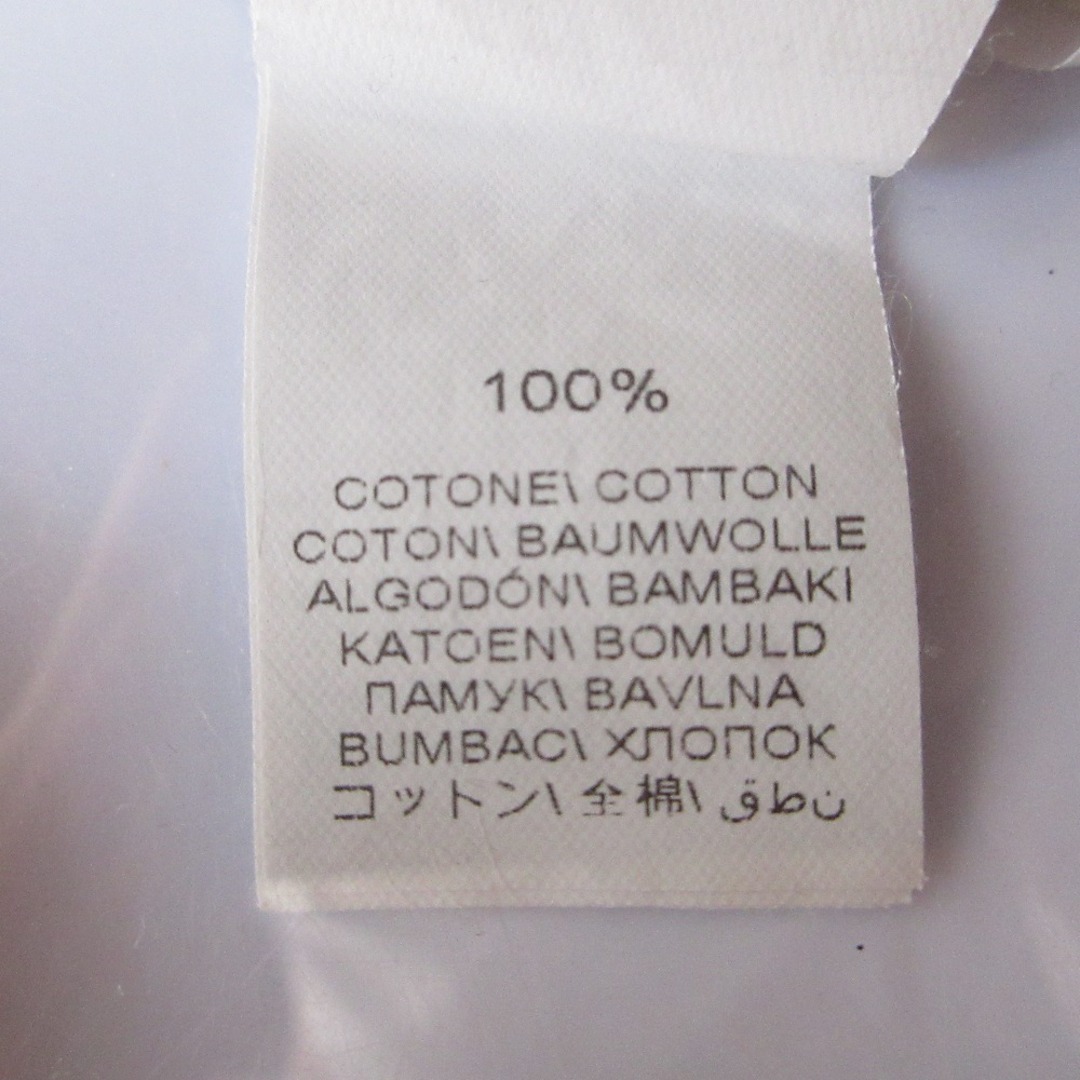 100%
COTONE\ COTTON
COTON\ BAUMWOLLE
ALGODÓN\ BAMBAKI
KATOEN\ BOMULD
ПАМУК\ BAVLNA
BUMBAC\ ХЛОПОК
コットン\ 全棉\ قطن